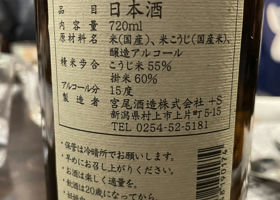 品目 日本酒
内容量 720ml
原材料名 米(国産)、米こうじ(国産米)、
醸造アルコール
精米歩合 こうじ米 55%
掛米 60%
アルコール分 15度
製造者 宮尾酒造株式会社 +S
新潟県村上市上片町5-15
TEL 0254-52-5181
・保管は冷暗所でお願いします。
・早めにお召し上がりください。
・お酒は楽しく適量を。
・飲酒は20歳になってから。